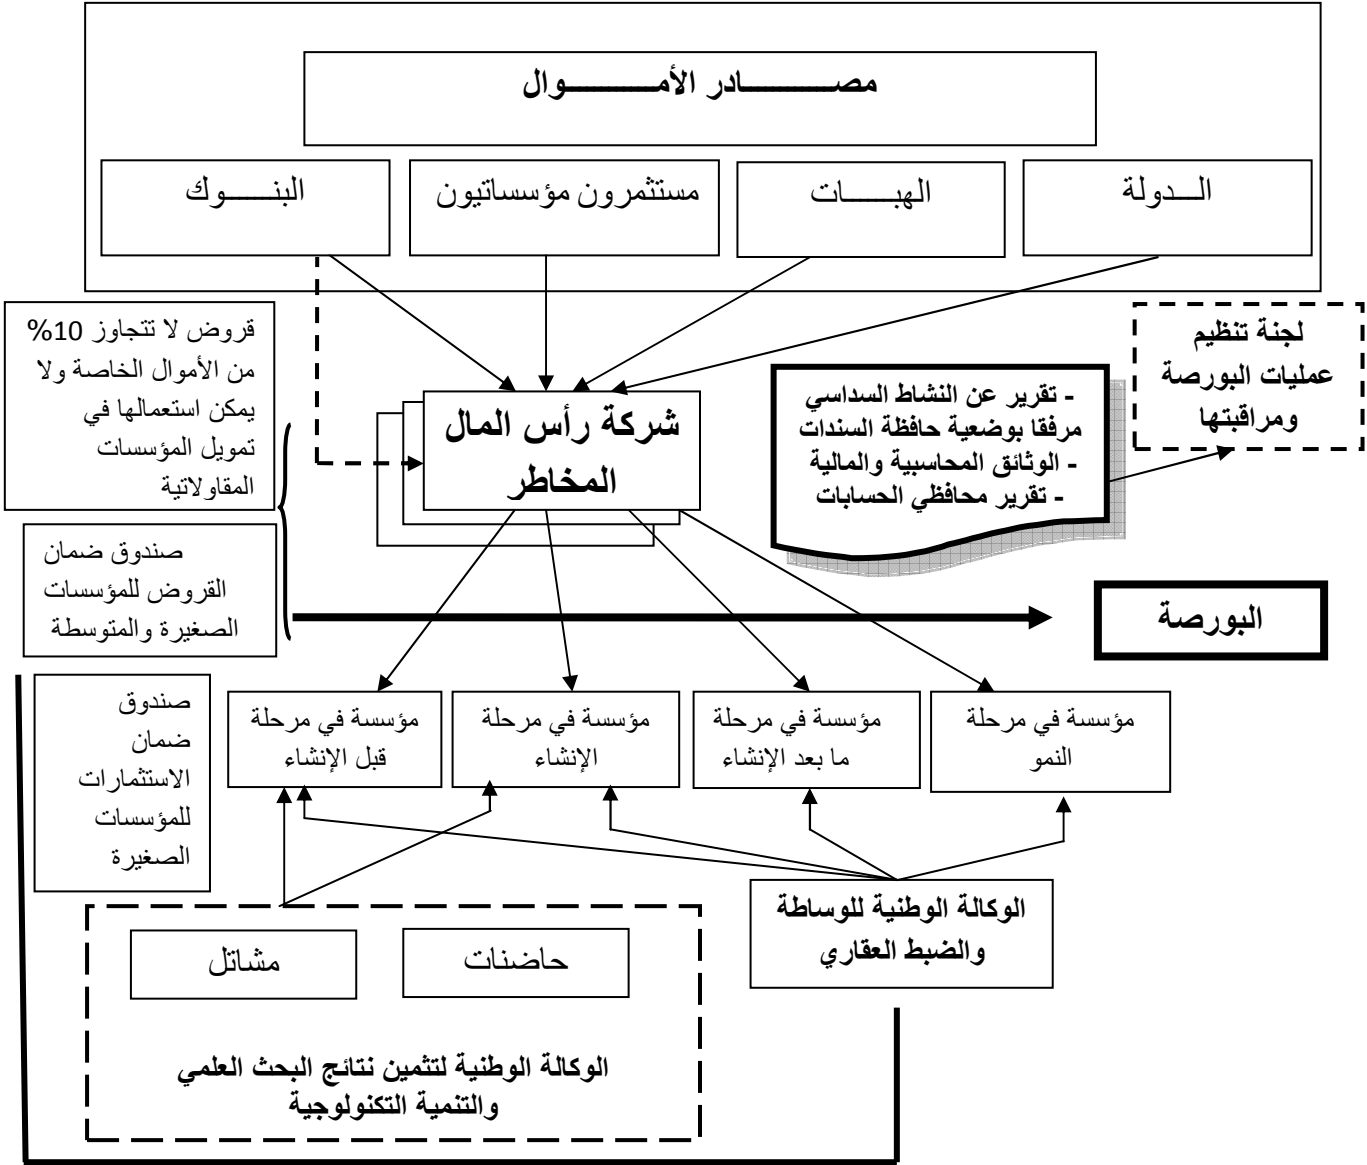 مصــــــــــادر الأمــــــــــوال
الـــدولة
الهبــــــات
مستثمرون مؤسساتيون
البنــــــوك
لجنة تنظيم
عمليات البورصة
ومراقبتها
قروض لا تتجاوز 10%
من الأموال الخاصة ولا
يمكن استعمالها في
تمويل المؤسسات
المقاولاتية
شركة رأس المال
المخاطر
- تقرير عن النشاط السداسي
مرفقا بوضعية حافظة السندات
- الوثائق المحاسبية والمالية
- تقرير محافظي الحسابات
صندوق ضمان
القروض للمؤسسات
الصغيرة والمتوسطة
البورصة
صندوق
ضمان
الاستثمارات
للمؤسسات
الصغيرة
مؤسسة في مرحلة
النمو
مؤسسة في مرحلة
ما بعد الإنشاء
مؤسسة في مرحلة
الإنشاء
مؤسسة في مرحلة
قبل الإنشاء
الوكالة الوطنية للوساطة
والضبط العقاري
حاضنات
مشاتل
الوكالة الوطنية لتثمين نتائج البحث العلمي
والتنمية التكنولوجية